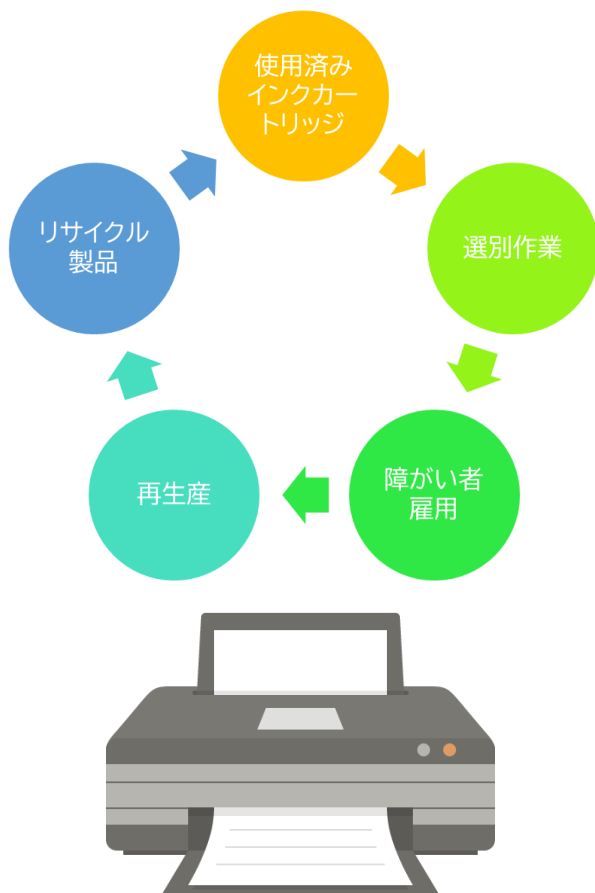 使用済み
インクカー
トリッジ
選別作業
障がい者
雇用
再生産
リサイクル
製品